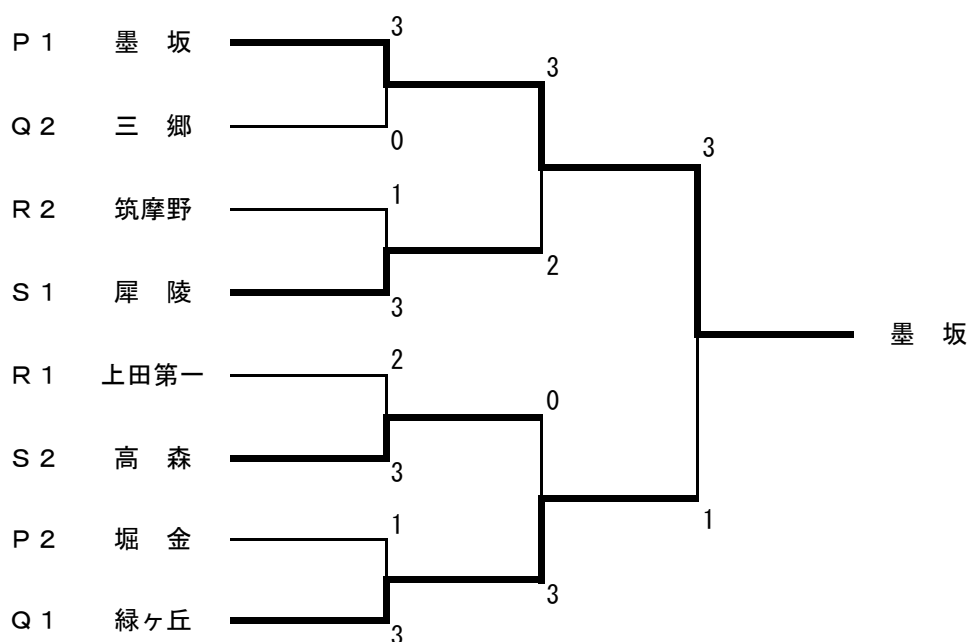 Ｐ１ 墨　坂 3
3
Ｑ２ 三　郷 0
3
Ｒ２ 筑摩野 1
2
Ｓ１ 犀　陵 3
墨　坂
Ｒ１ 上田第一 2
0
Ｓ２ 高　森 3
1
Ｐ２ 堀　金 1
3
Ｑ１ 緑ヶ丘 3